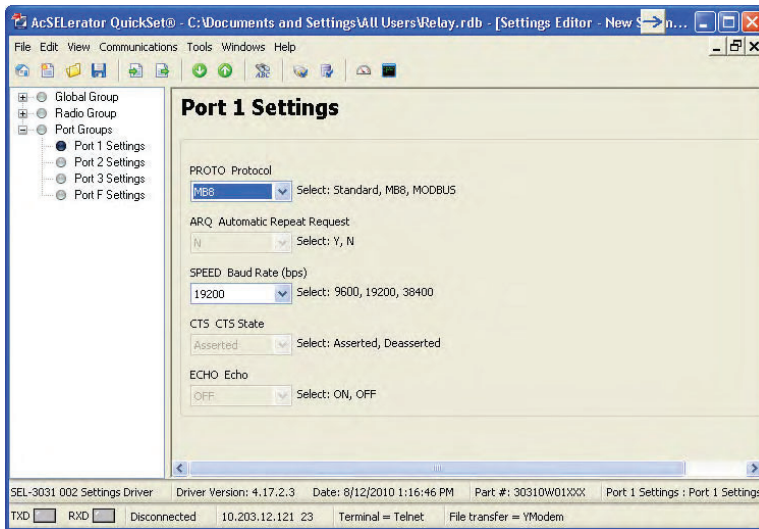 AcSELerator QuickSet® - C:\Documents and Settings\All Users\Relay.rdb - [Settings Editor - New S
File Edit View Communications Tools Windows Help
Global Group
Radio Group
Port Groups
Port 1 Settings
Port 2 Settings
Port 3 Settings
Port F Settings
Port 1 Settings
PROTO Protocol
MB8 Select: Standard, MB8, MODBUS
ARQ Automatic Repeat Request
N Select: Y, N
SPEED Baud Rate (bps)
19200 Select: 9600, 19200, 38400
CTS CTS State
Asserted Select: Asserted, Deasserted
ECHO Echo
OFF Select: ON, OFF
SEL-3031 002 Settings Driver Driver Version: 4.17.2.3 Date: 8/12/2010 1:16:46 PM Part #: 30310W01XXX Port 1 Settings : Port 1 Settings
TXD RXD Disconnected 10.203.12.121 23 Terminal = Telnet File transfer = YModem